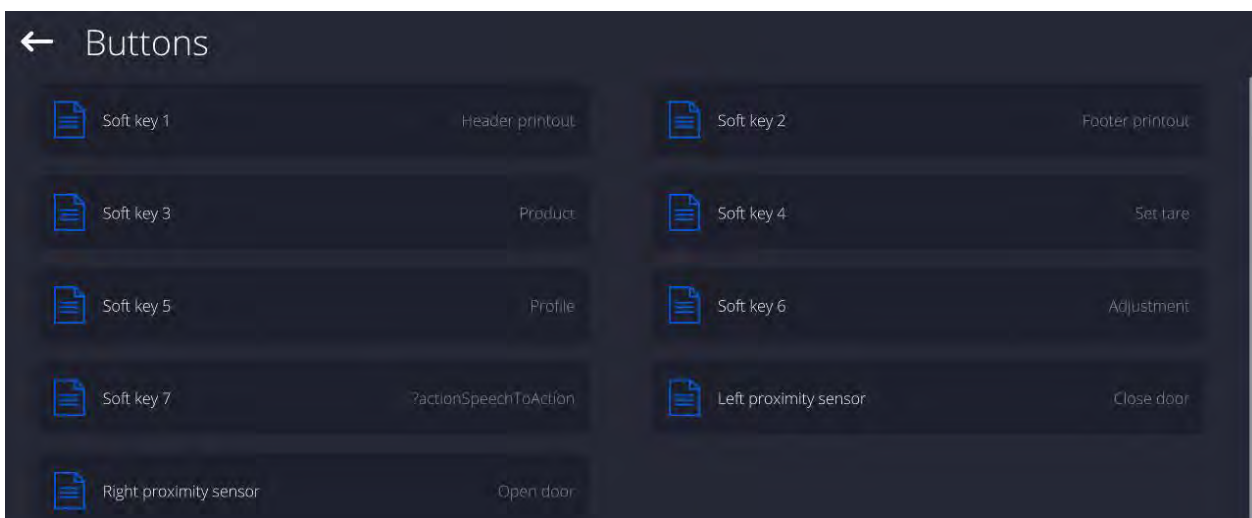 Buttons
Soft key 1 Header printout
Soft key 2 Footer printout
Soft key 3 Product
Soft key 4 Set tare
Soft key 5 Profile
Soft key 6 Adjustment
Soft key 7 ?actionSpeechToAction
Left proximity sensor Close door
Right proximity sensor Open door